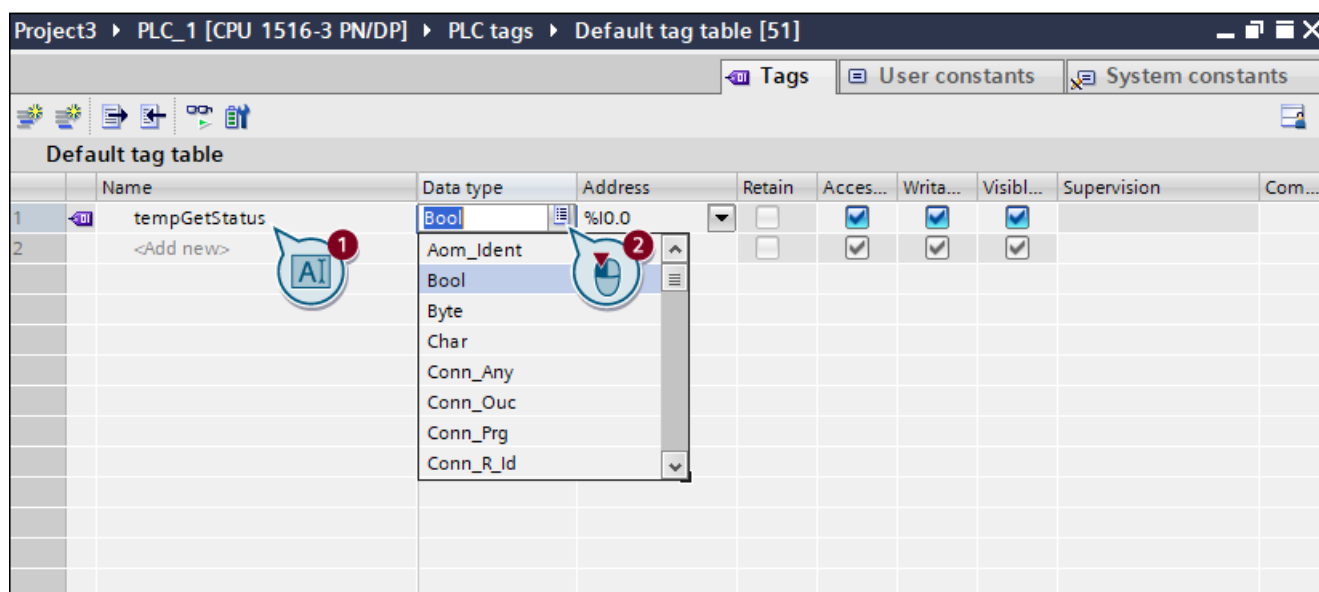 Project3 ▸ PLC_1 [CPU 1516-3 PN/DP] ▸ PLC tags ▸ Default tag table [51]
Tags User constants System constants
Default tag table
Name Data type Address Retain Acces... Writa... Visibl... Supervision Com...
1 tempGetStatus Bool %I0.0
2 <Add new>
1
AI
2
Aom_Ident
Bool
Byte
Char
Conn_Any
Conn_Ouc
Conn_Prg
Conn_R_Id